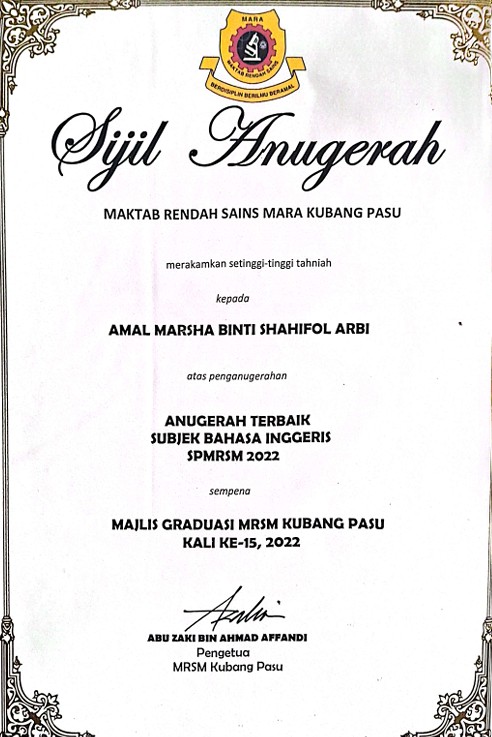 MARA
MAKTAB RENDAH SAINS
BERDISIPLIN BERILMU BERAMAL
Sijil Anugerah
MAKTAB RENDAH SAINS MARA KUBANG PASU
merakamkan setinggi-tinggi tahniah
kepada
AMAL MARSHA BINTI SHAHIFOL ARBI
atas penganugerahan
ANUGERAH TERBAIK
SUBJEK BAHASA INGGERIS
SPMRSM 2022
sempena
MAJLIS GRADUASI MRSM KUBANG PASU
KALI KE-15, 2022
ABU ZAKI BIN AHMAD AFFANDI
Pengetua
MRSM Kubang Pasu